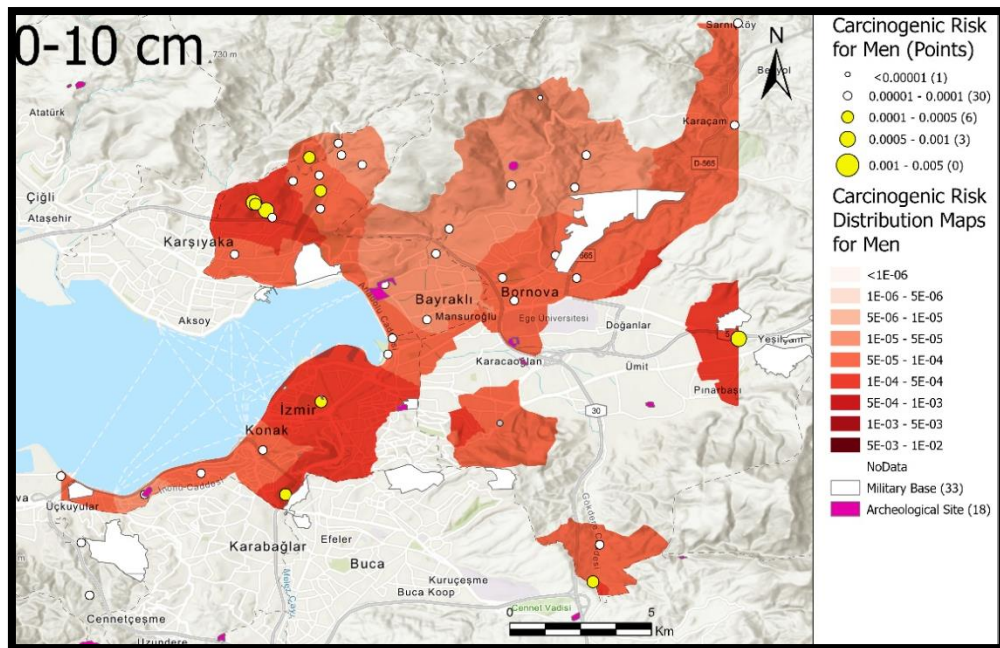 0-10 cm
730 m
Sarnıçköy
N
Beşyol
Atatürk
Karaçam
D-565
Çiğli
Ataşehir
Karşıyaka
565
Bayraklı
Bornova
Mansuroğlu
Ege Üniversitesi
Aksoy
Doğanlar
Karacaoğlan
Ümit
Pınarbaşı
İzmir
Konak
30
Üçkuyular
Karabağlar
Efeler
Buca
Kuruçeşme
Buca Koop
Cennetçeşme
Cennet Vadisi
Uzundere
0
5
Km
Carcinogenic Risk
for Men (Points)
<0.00001 (1)
0.00001 - 0.0001 (30)
0.0001 - 0.0005 (6)
0.0005 - 0.001 (3)
0.001 - 0.005 (0)
Carcinogenic Risk
Distribution Maps
for Men
<1E-06
1E-06 - 5E-06
5E-06 - 1E-05
1E-05 - 5E-05
5E-05 - 1E-04
1E-04 - 5E-04
5E-04 - 1E-03
1E-03 - 5E-03
5E-03 - 1E-02
NoData
Military Base (33)
Archeological Site (18)